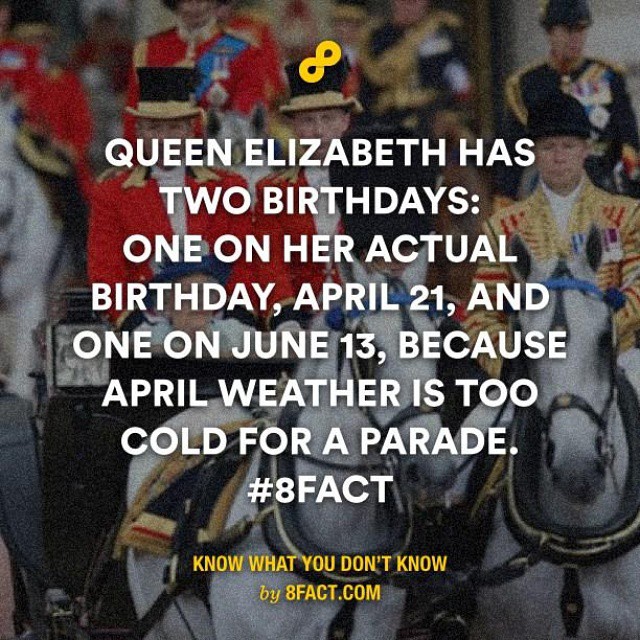 QUEEN ELIZABETH HAS
TWO BIRTHDAYS:
ONE ON HER ACTUAL
BIRTHDAY, APRIL 21, AND
ONE ON JUNE 13, BECAUSE
APRIL WEATHER IS TOO
COLD FOR A PARADE.
#8FACT
KNOW WHAT YOU DON'T KNOW
by 8FACT.COM